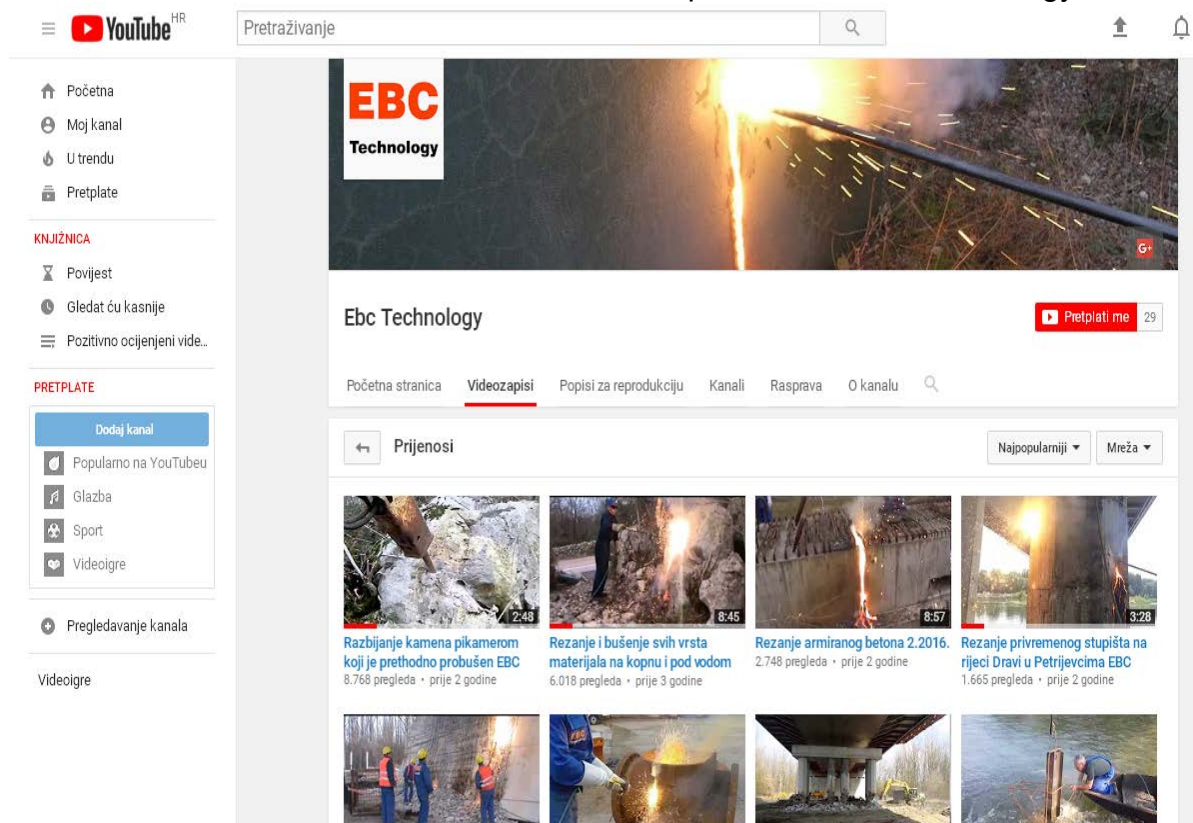 YouTube HR
Pretraživanje
Početna
Moj kanal
U trendu
Pretplate
KNJIŽNICA
Povijest
Gledat ću kasnije
Pozitivno ocijenjeni vide...
PRETPLATE
Dodaj kanal
Popularno na YouTubeu
Glazba
Sport
Videoigre
Pregledavanje kanala
Videoigre
EBC
Technology
G+
Ebc Technology
Pretplati me 29
Početna stranica Videozapisi Popisi za reprodukciju Kanali Rasprava O kanalu
Prijenosi
Najpopularniji Mreža
2:48
Razbijanje kamena pikamerom
koji je prethodno probušen EBC
8.768 pregleda • prije 2 godine
8:45
Rezanje i bušenje svih vrsta
materijala na kopnu i pod vodom
6.018 pregleda • prije 3 godine
8:57
Rezanje armiranog betona 2.2016.
2.748 pregleda • prije 2 godine
3:28
Rezanje privremenog stupišta na
rijeci Dravi u Petrijevcima EBC
1.665 pregleda • prije 2 godine